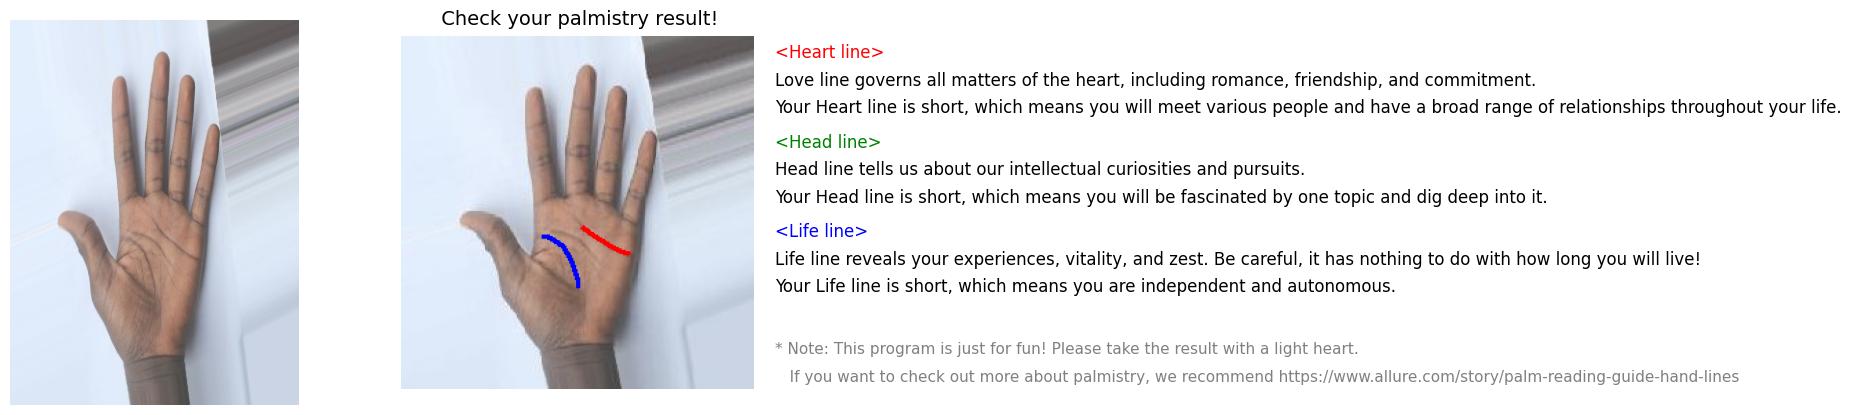 Check your palmistry result!
<Heart line>
Love line governs all matters of the heart, including romance, friendship, and commitment.
Your Heart line is short, which means you will meet various people and have a broad range of relationships throughout your life.
<Head line>
Head line tells us about our intellectual curiosities and pursuits.
Your Head line is short, which means you will be fascinated by one topic and dig deep into it.
<Life line>
Life line reveals your experiences, vitality, and zest. Be careful, it has nothing to do with how long you will live!
Your Life line is short, which means you are independent and autonomous.
* Note: This program is just for fun! Please take the result with a light heart.
If you want to check out more about palmistry, we recommend https://www.allure.com/story/palm-reading-guide-hand-lines